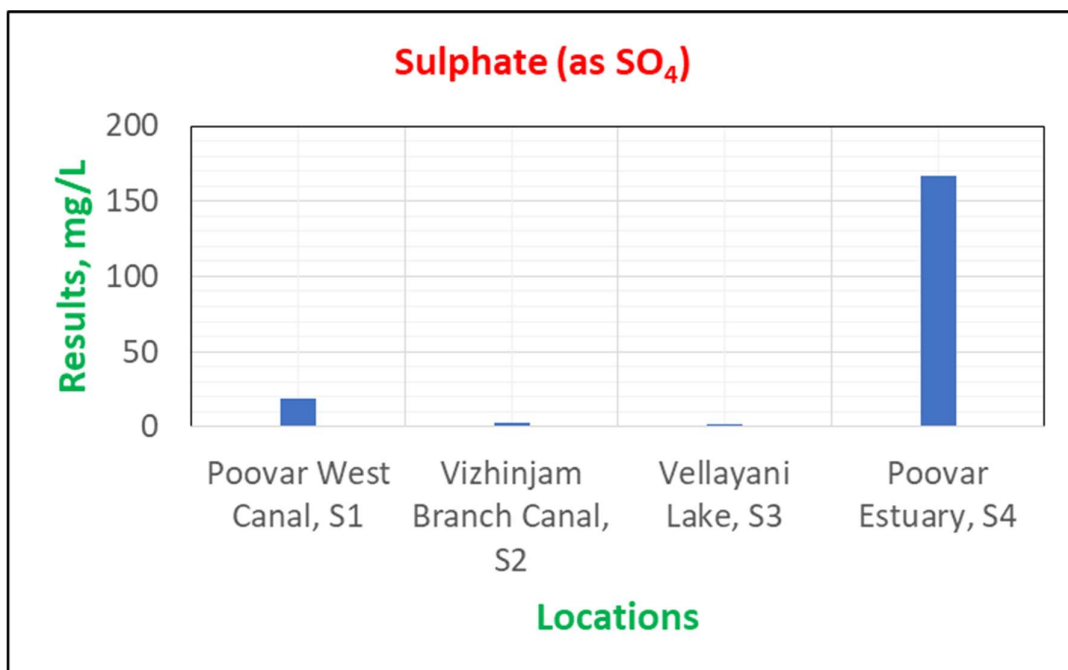 Sulphate (as SO₄)
Results, mg/L
200
150
100
50
0
Poovar West
Canal, S1
Vizhinjam
Branch Canal,
S2
Vellayani
Lake, S3
Poovar
Estuary, S4
Locations